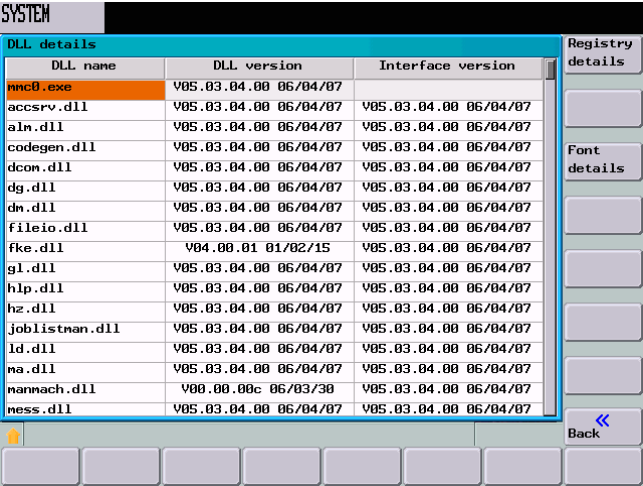 SYSTEM
DLL details
DLL name DLL version Interface version
mmc0.exe V05.03.04.00 06/04/07
accsrv.dll V05.03.04.00 06/04/07 V05.03.04.00 06/04/07
alm.dll V05.03.04.00 06/04/07 V05.03.04.00 06/04/07
codegen.dll V05.03.04.00 06/04/07 V05.03.04.00 06/04/07
dcom.dll V05.03.04.00 06/04/07 V05.03.04.00 06/04/07
dg.dll V05.03.04.00 06/04/07 V05.03.04.00 06/04/07
dm.dll V05.03.04.00 06/04/07 V05.03.04.00 06/04/07
fileio.dll V05.03.04.00 06/04/07 V05.03.04.00 06/04/07
fke.dll V04.00.01 01/02/15 V05.03.04.00 06/04/07
gl.dll V05.03.04.00 06/04/07 V05.03.04.00 06/04/07
hlp.dll V05.03.04.00 06/04/07 V05.03.04.00 06/04/07
hz.dll V05.03.04.00 06/04/07 V05.03.04.00 06/04/07
joblistman.dll V05.03.04.00 06/04/07 V05.03.04.00 06/04/07
ld.dll V05.03.04.00 06/04/07 V05.03.04.00 06/04/07
ma.dll V05.03.04.00 06/04/07 V05.03.04.00 06/04/07
manmach.dll V00.00.00c 06/03/30 V05.03.04.00 06/04/07
mess.dll V05.03.04.00 06/04/07 V05.03.04.00 06/04/07
Registry
details
Font
details
Back